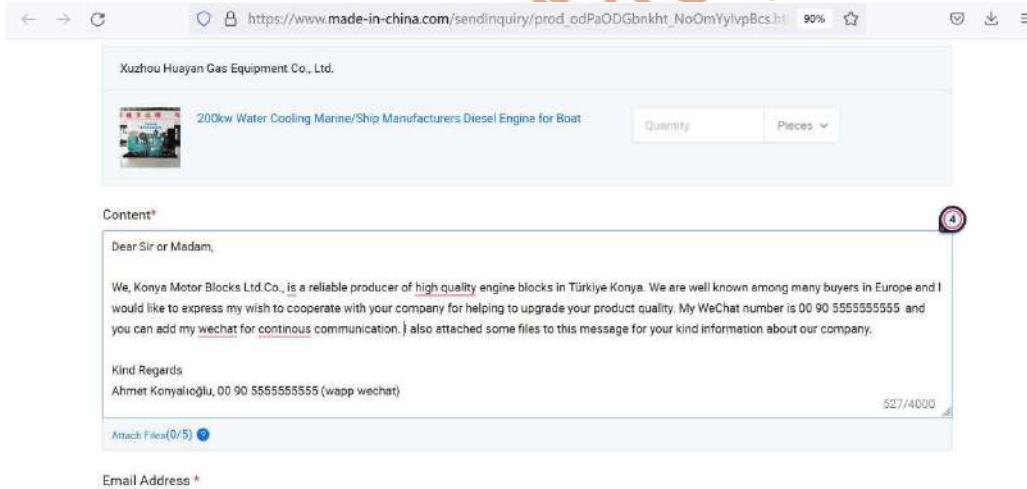 https://www.made-in-china.com/sendinquiry/prod_odPaODGbnkht_NoOmYyIvpBcs.ht
90%
Xuzhou Huayan Gas Equipment Co., Ltd.
200kw Water Cooling Marine/Ship Manufacturers Diesel Engine for Boat
Quantity
Pieces
Content*
4
Dear Sir or Madam,
We, Konya Motor Blocks Ltd.Co., is a reliable producer of high quality engine blocks in Türkiye Konya. We are well known among many buyers in Europe and I
would like to express my wish to cooperate with your company for helping to upgrade your product quality. My WeChat number is 00 90 5555555555 and
you can add my wechat for continous communication. I also attached some files to this message for your kind information about our company.
Kind Regards
Ahmet Konyalıoğlu, 00 90 5555555555 (wapp wechat)
527/4000
Attach Files(0/5) ?
Email Address *